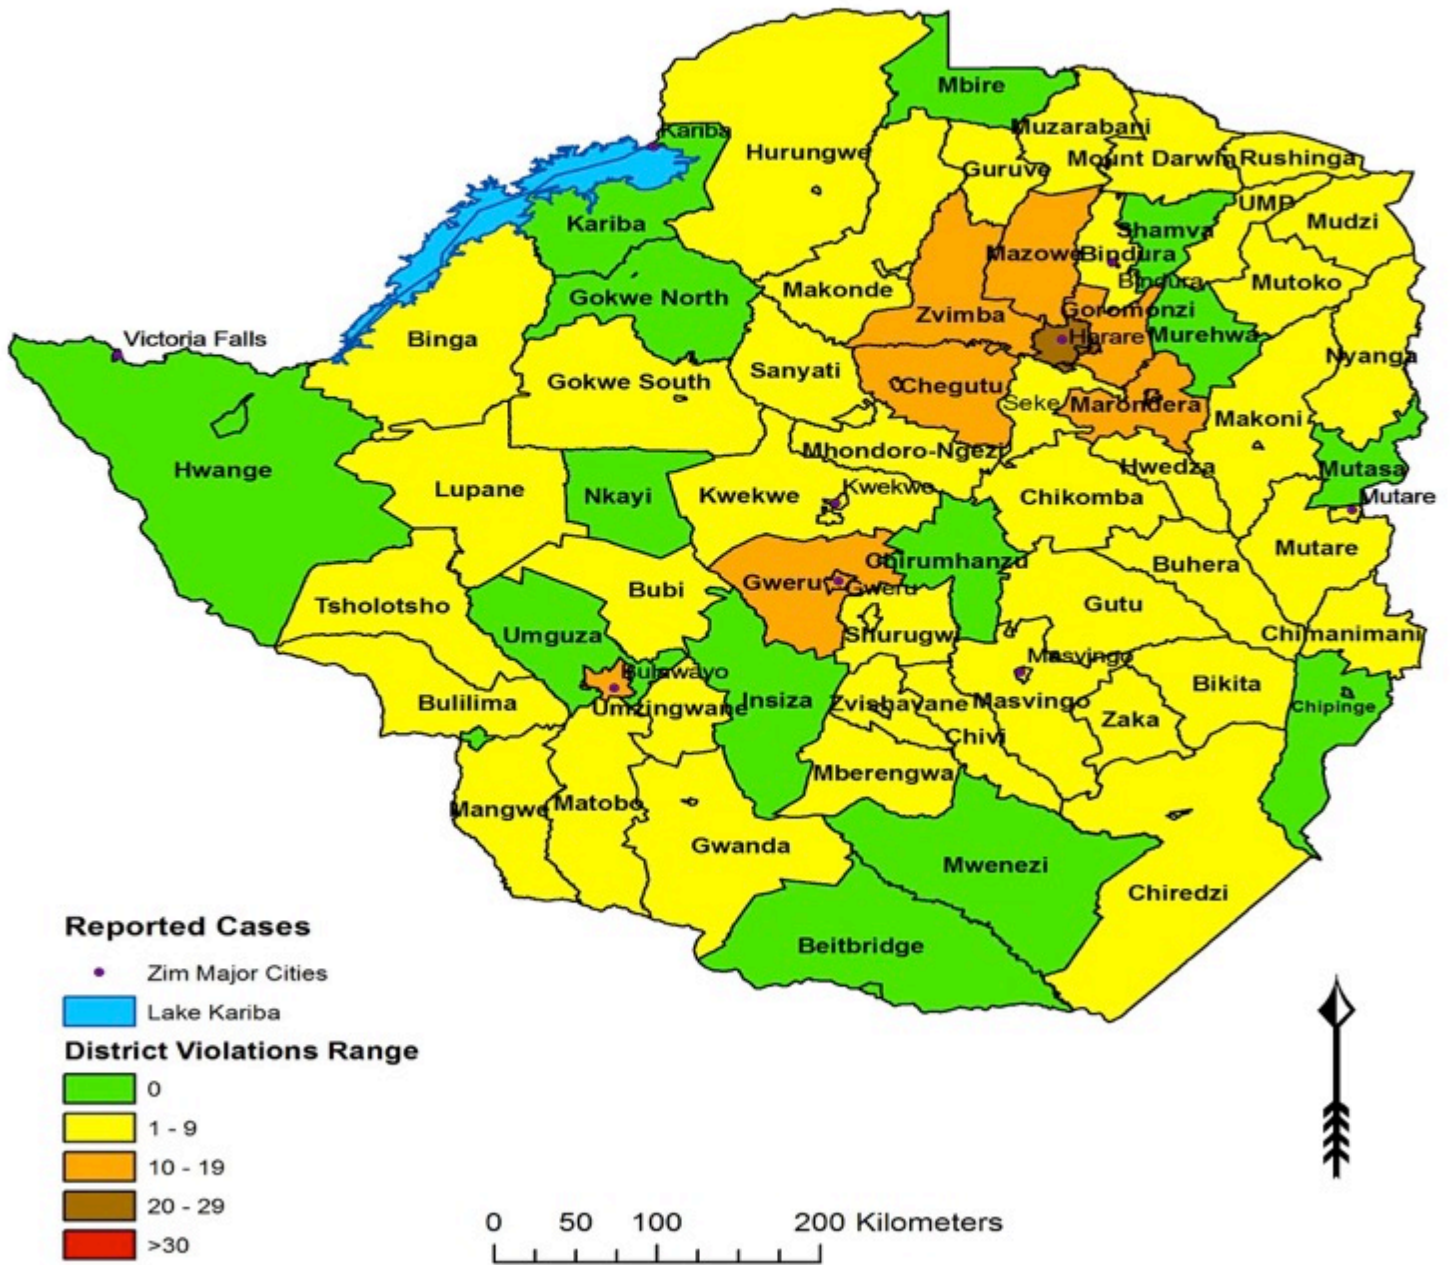 Mbire
Muzarabani
Kariba
Hurungwe
Guruve
Mount Darwin
Rushinga
UMP
Mudzi
Kariba
Shamva
Mazowe
Bindura
Bindura
Mutoko
Makonde
Gokwe North
Goromonzi
Zvimba
Harare
Murehwa
Victoria Falls
Binga
Nyanga
Gokwe South
Sanyati
Chegutu
Seke
Marondera
Makoni
Mhondoro-Ngezi
Hwange
Hwedza
Mutasa
Lupane
Nkayi
Kwekwe
Kwekwe
Chikomba
Mutare
Mutare
Chirumhanzu
Buhera
Gweru
Gweru
Bubi
Tsholotsho
Gutu
Umguza
Shurugwi
Chimanimani
Masvingo
Bulawayo
Bikita
Bulilima
Umzingwane
Insiza
Zvishavane
Masvingo
Chipinge
Zaka
Chivi
Mberengwa
Mangwe
Matobo
Gwanda
Mwenezi
Chiredzi
Beitbridge
Reported Cases
Zim Major Cities
Lake Kariba
District Violations Range
0
1 - 9
10 - 19
20 - 29
>30
0 50 100 200 Kilometers